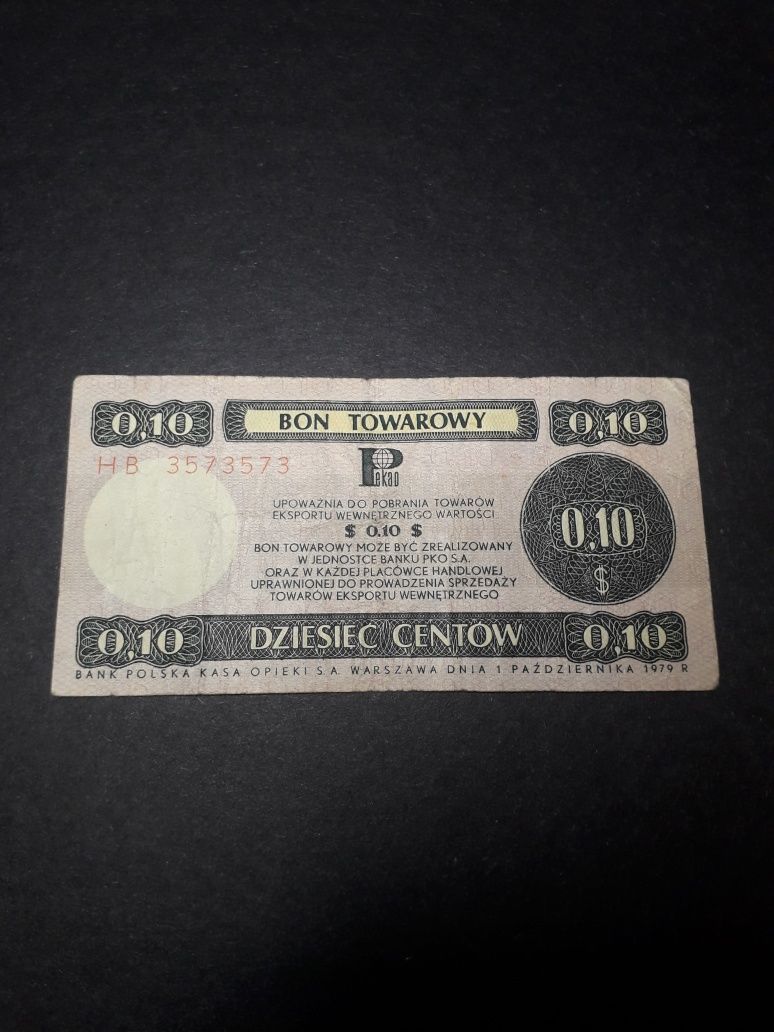 0,10 BON TOWAROWY 0,10
HB 3573573
Pekao
UPOWAŻNIA DO POBRANIA TOWARÓW
EKSPORTU WEWNĘTRZNEGO WARTOŚCI
$ 0,10 $
BON TOWAROWY MOŻE BYĆ ZREALIZOWANY
W JEDNOSTCE BANKU PKO S.A.
ORAZ W KAŻDEJ PLACÓWCE HANDLOWEJ
UPRAWNIONEJ DO PROWADZENIA SPRZEDAŻY
TOWARÓW EKSPORTU WEWNĘTRZNEGO
0,10
$
0,10 DZIESIĘĆ CENTÓW 0,10
BANK POLSKA KASA OPIEKI S.A. WARSZAWA DNIA 1 PAŹDZIERNIKA 1979 R